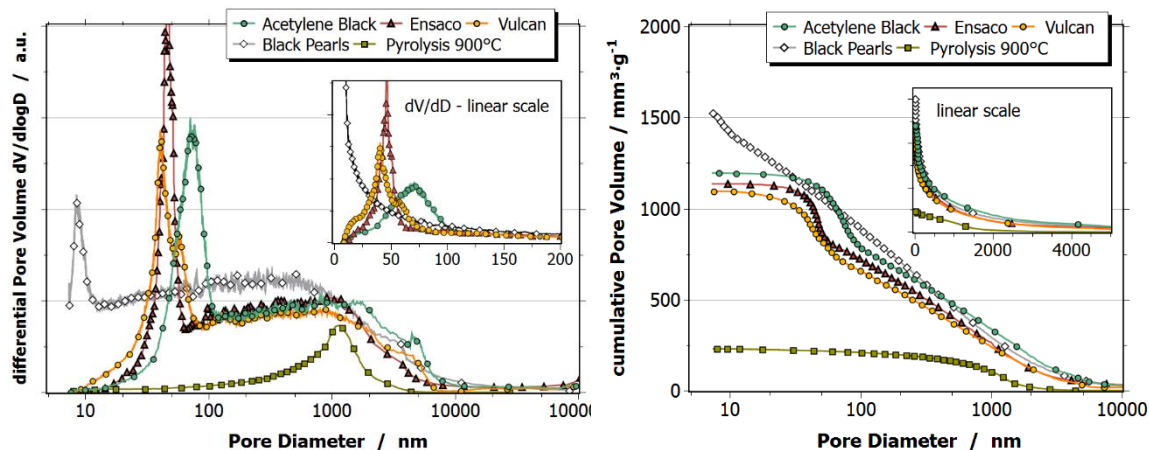 differential Pore Volume dV/dlogD / a.u.
Acetylene Black Ensaco Vulcan
Black Pearls Pyrolysis 900°C
dV/dD - linear scale
0 50 100 150 200
10 100 1000 10000 10000
Pore Diameter / nm
cumulative Pore Volume / mm³·g⁻¹
2000
1500
1000
500
0
Acetylene Black Ensaco Vulcan
Black Pearls Pyrolysis 900°C
linear scale
0 2000 4000
10 100 1000 10000
Pore Diameter / nm